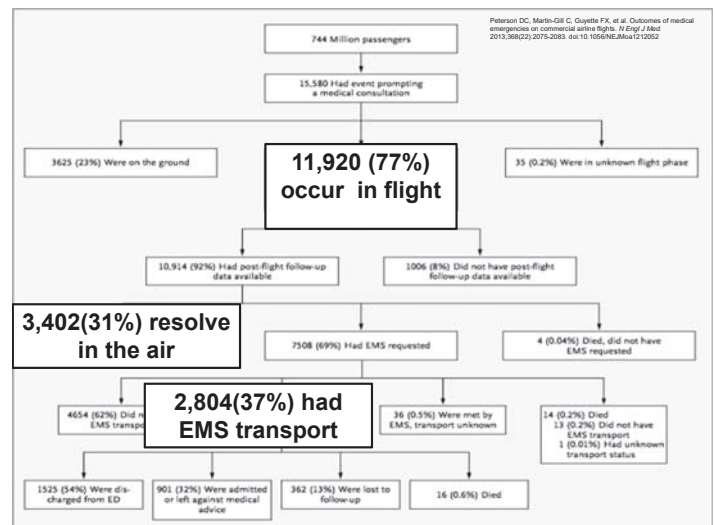 Peterson DC, Martin-Gill C, Guyette FX, et al. Outcomes of medical
emergencies on commercial airline flights. N Engl J Med.
2013;368(22):2075-2083. doi:10.1056/NEJMoa1212052
744 Million passengers
15,580 Had event prompting
a medical consultation
3625 (23%) Were on the ground
11,920 (77%)
occur in flight
35 (0.2%) Were in unknown flight phase
10,914 (92%) Had post-flight follow-up
data available
1006 (8%) Did not have post-flight
follow-up data available
3,402(31%) resolve
in the air
7508 (69%) Had EMS requested
4 (0.04%) Died, did not have
EMS requested
4654 (62%) Did
EMS
2,804(37%) had
EMS transport
36 (0.5%) Were met by
EMS, transport unknown
14 (0.2%) Died
13 (0.2%) Did not have
EMS transport
1 (0.01%) Had unknown
transport status
1525 (54%) Were dis-
charged from ED
901 (32%) Were admitted
or left against medical
advice
362 (13%) Were lost to
follow-up
16 (0.6%) Died